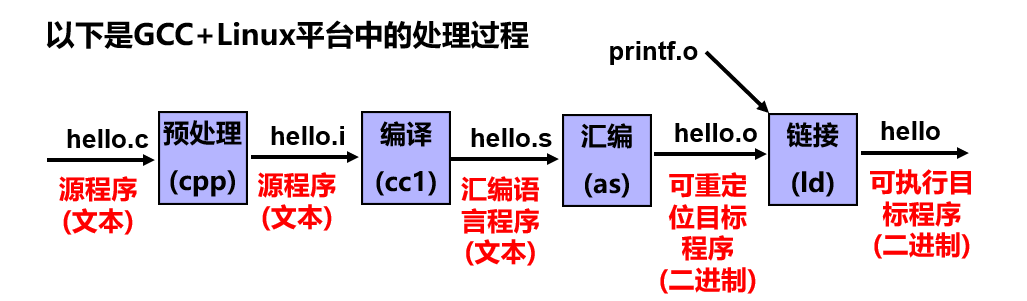 以下是GCC+Linux平台中的处理过程
printf.o
hello.c
预处理
(cpp)
hello.i
编译
(cc1)
hello.s
汇编
(as)
hello.o
链接
(ld)
hello
源程序
(文本)
源程序
(文本)
汇编语
言程序
(文本)
可重定
位目标
程序
(二进制)
可执行目
标程序
(二进制)